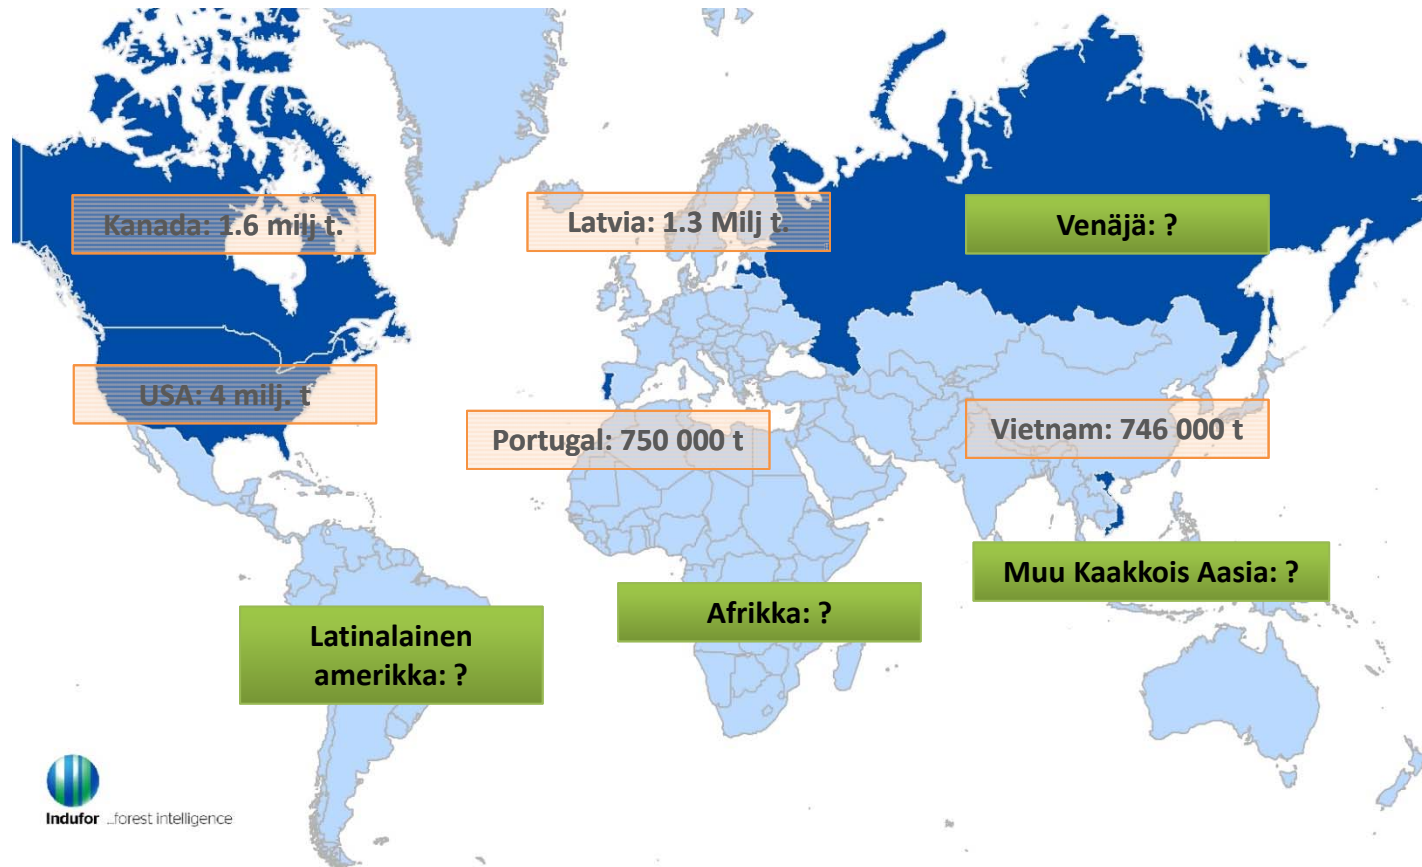 Kanada: 1.6 milj t.
Latvia: 1.3 Milj t.
Venäjä: ?
USA: 4 milj. t
Portugal: 750 000 t
Vietnam: 746 000 t
Muu Kaakkois Aasia: ?
Afrikka: ?
Latinalainen
amerikka: ?
Indufor ...forest intelligence